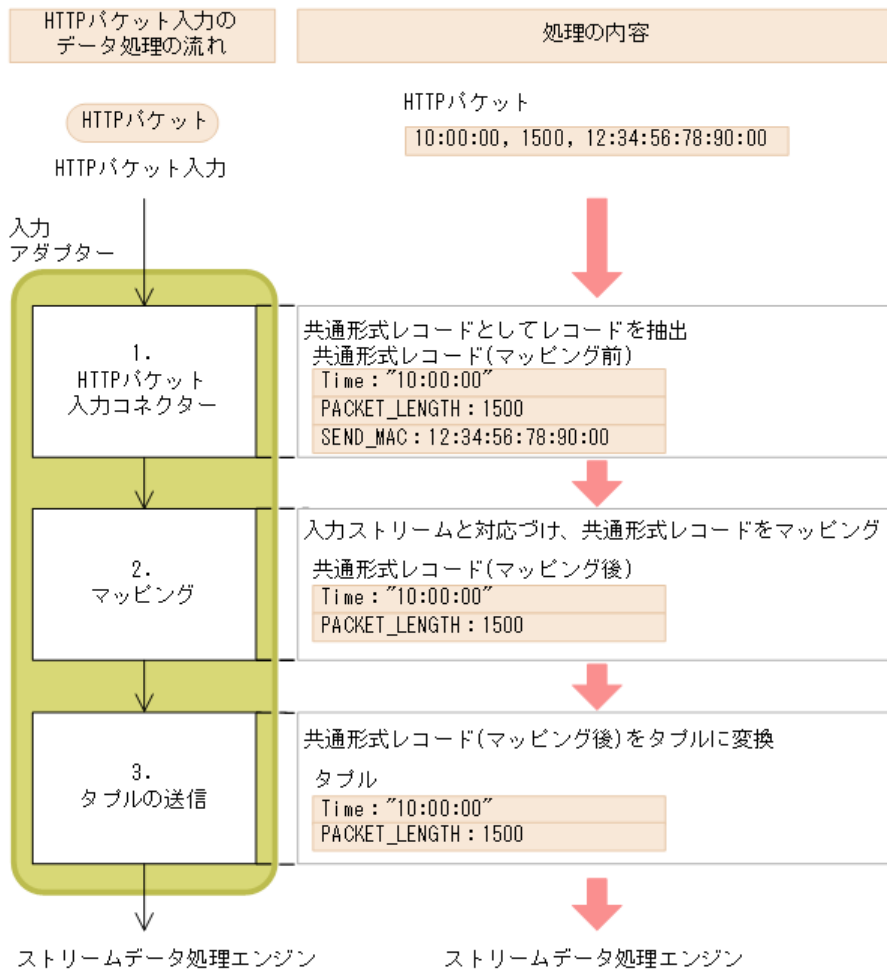 HTTPパケット入力の
データ処理の流れ
処理の内容
HTTPパケット
HTTPパケット入力
HTTPパケット
10:00:00, 1500, 12:34:56:78:90:00
入力
アダプター
1.
HTTPパケット
入力コネクター
共通形式レコードとしてレコードを抽出
共通形式レコード(マッピング前)
Time:"10:00:00"
PACKET_LENGTH:1500
SEND_MAC:12:34:56:78:90:00
2.
マッピング
入力ストリームと対応づけ、共通形式レコードをマッピング
共通形式レコード(マッピング後)
Time:"10:00:00"
PACKET_LENGTH:1500
3.
タプルの送信
共通形式レコード(マッピング後)をタプルに変換
タプル
Time:"10:00:00"
PACKET_LENGTH:1500
ストリームデータ処理エンジン
ストリームデータ処理エンジン